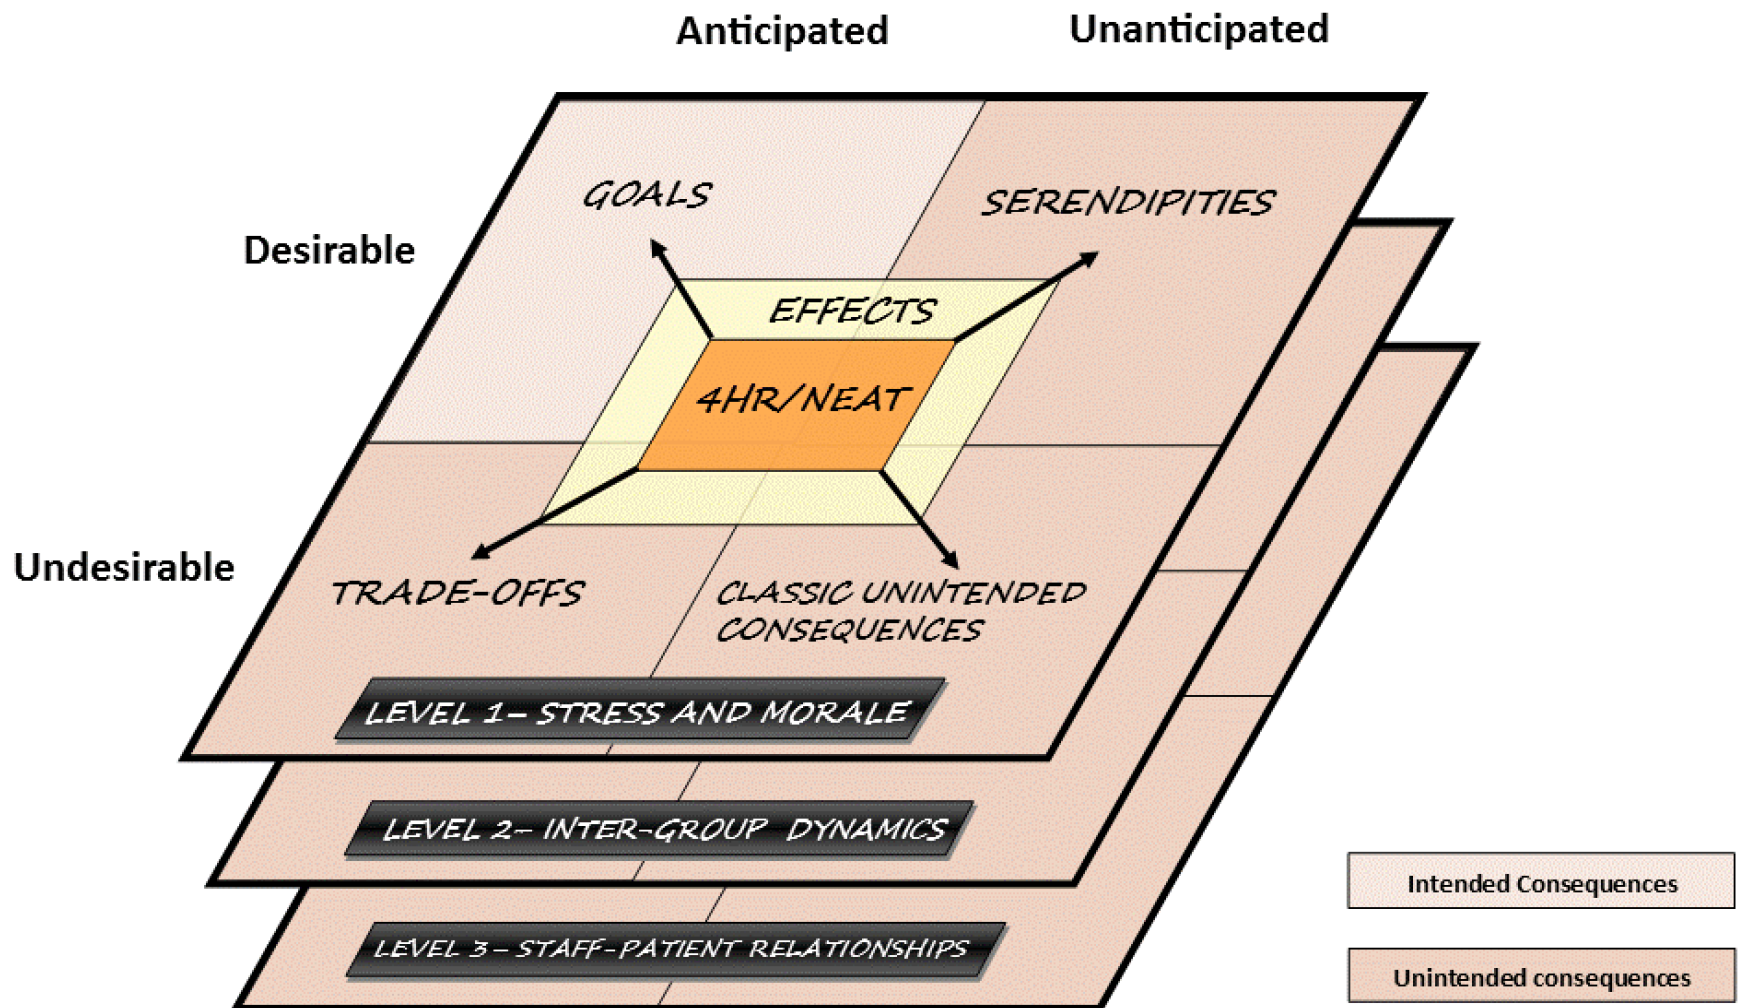 Anticipated
Unanticipated
GOALS
SERENDIPITIES
Desirable
EFFECTS
4HR/NEAT
Undesirable
TRADE-OFFS
CLASSIC UNINTENDED
CONSEQUENCES
LEVEL 1– STRESS AND MORALE
LEVEL 2– INTER-GROUP DYNAMICS
LEVEL 3– STAFF-PATIENT RELATIONSHIPS
Intended Consequences
Unintended consequences